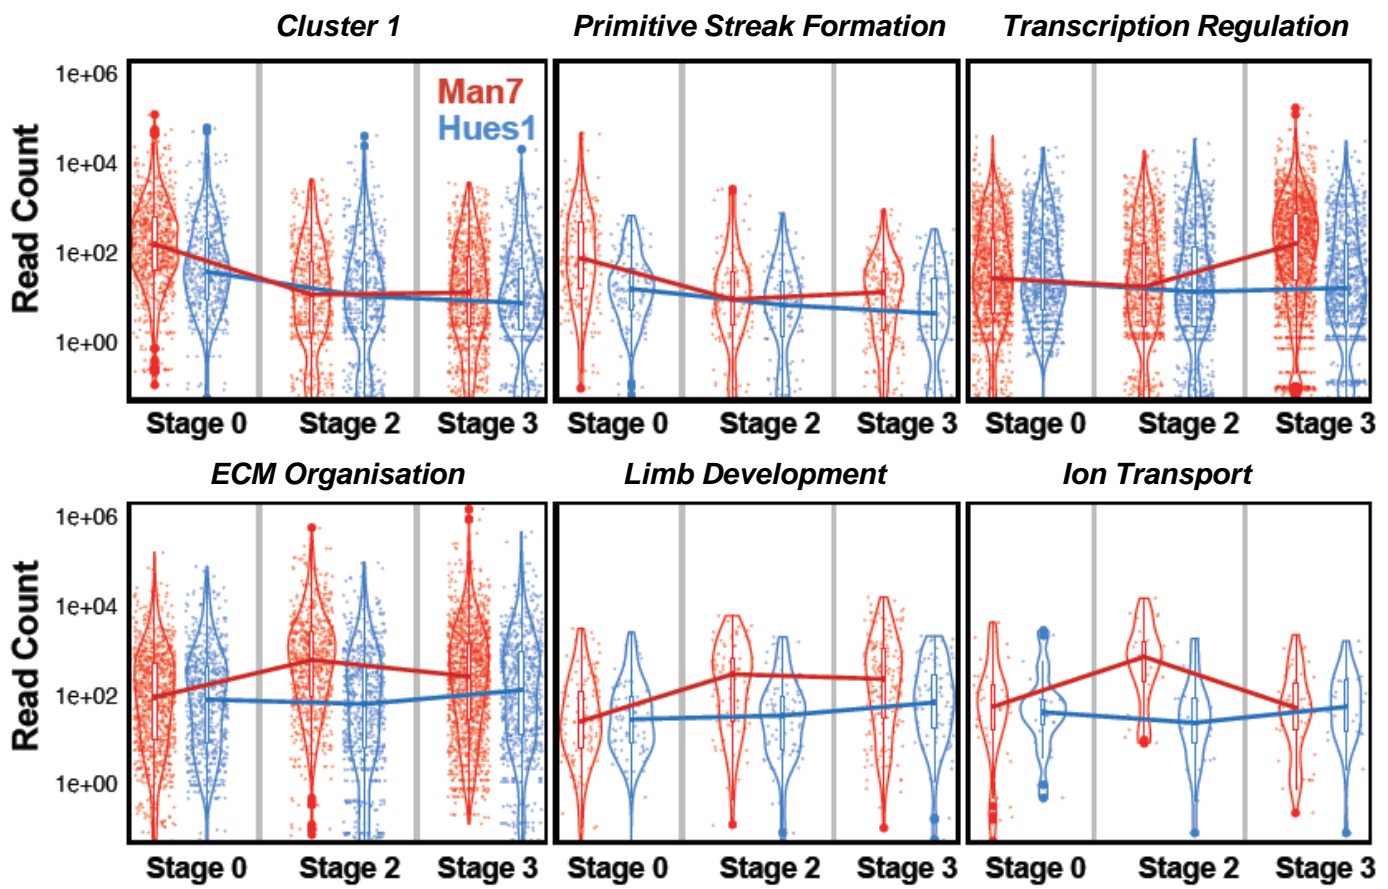 Cluster 1
Primitive Streak Formation
Transcription Regulation
Read Count
1e+06
1e+04
1e+02
1e+00
Man7
Hues1
Stage 0 Stage 2 Stage 3
Stage 0 Stage 2 Stage 3
Stage 0 Stage 2 Stage 3
ECM Organisation
Limb Development
Ion Transport
Read Count
1e+06
1e+04
1e+02
1e+00
Stage 0 Stage 2 Stage 3
Stage 0 Stage 2 Stage 3
Stage 0 Stage 2 Stage 3